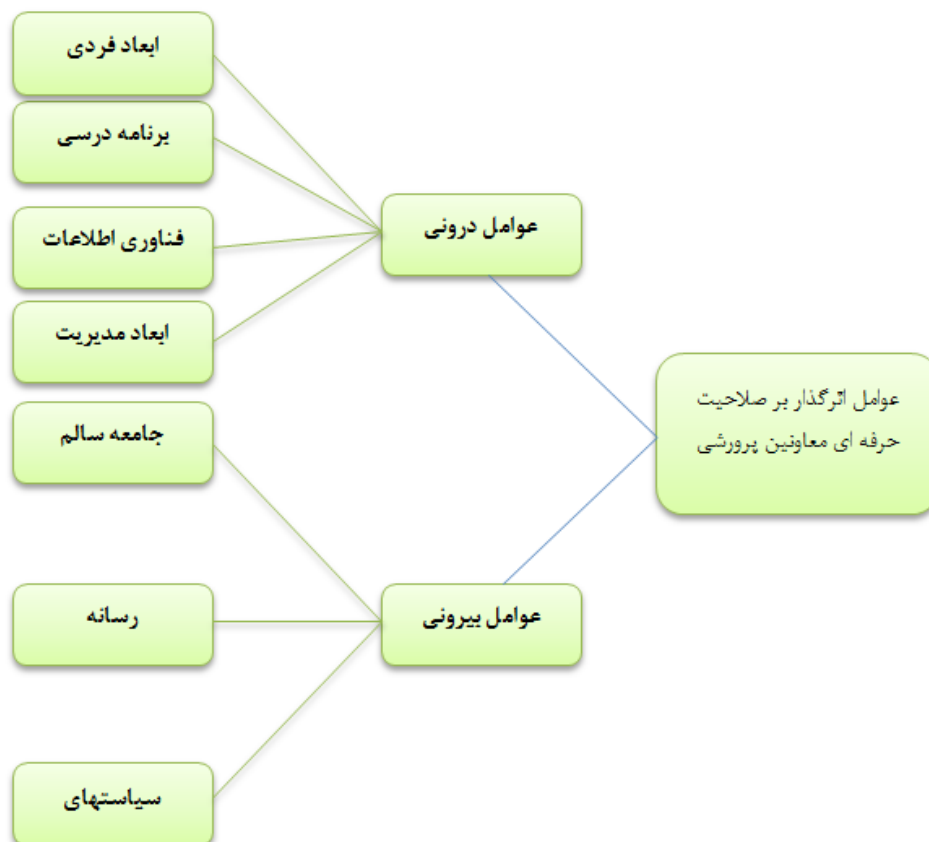 عوامل اثرگذار بر صلاحیت
حرفه ای معاونین پرورشی
عوامل درونی
ابعاد فردی
برنامه درسی
فناوری اطلاعات
ابعاد مدیریت
عوامل بیرونی
جامعه سالم
رسانه
سیاستهای